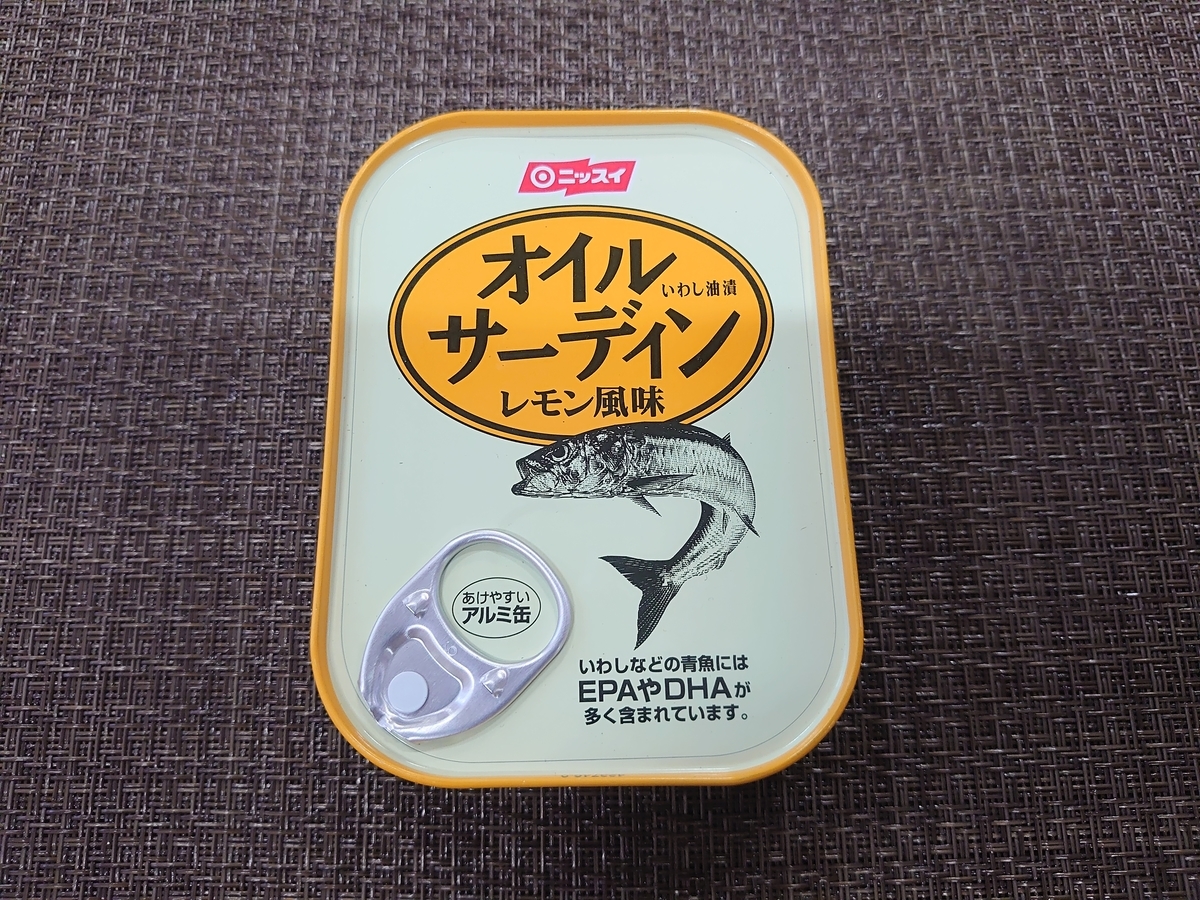 ニッスイ
オイル
いわし油漬
サーディン
レモン風味
あけやすい
アルミ缶
いわしなどの青魚には
EPAやDHAが
多く含まれています。